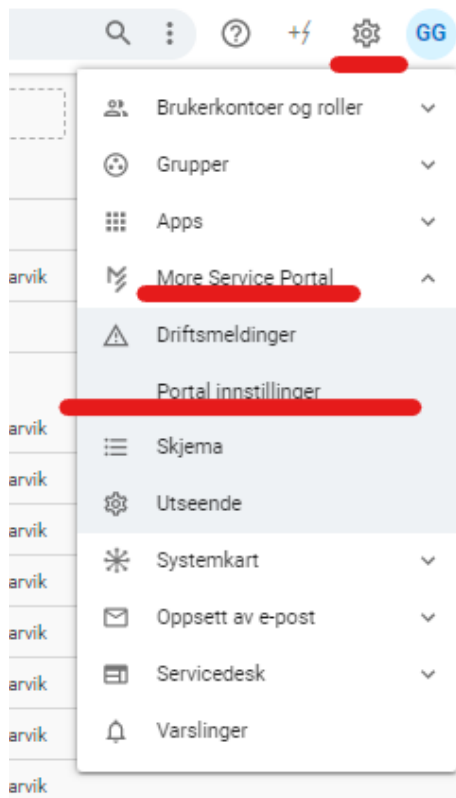 GG
Brukerkontoer og roller
Grupper
Apps
arvik
More Service Portal
Driftsmeldinger
Portal innstillinger
arvik
Skjema
arvik
Utseende
arvik
Systemkart
arvik
Oppsett av e-post
arvik
Servicedesk
arvik
Varslinger
arvik
arvik